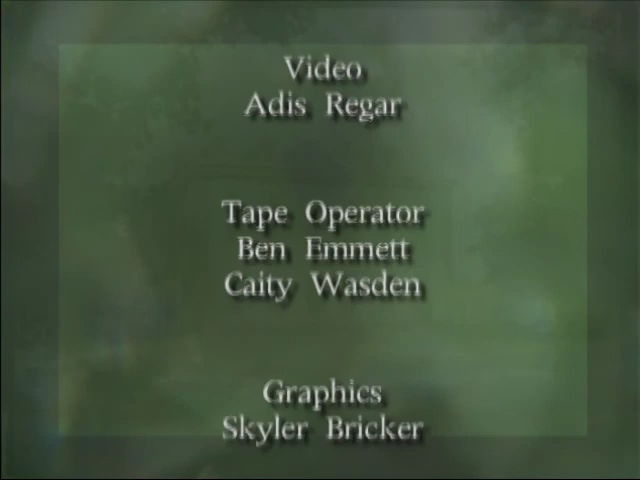 Video
Adis Regar
Tape Operator
Ben Emmett
Caity Wasden
Graphics
Skyler Bricker